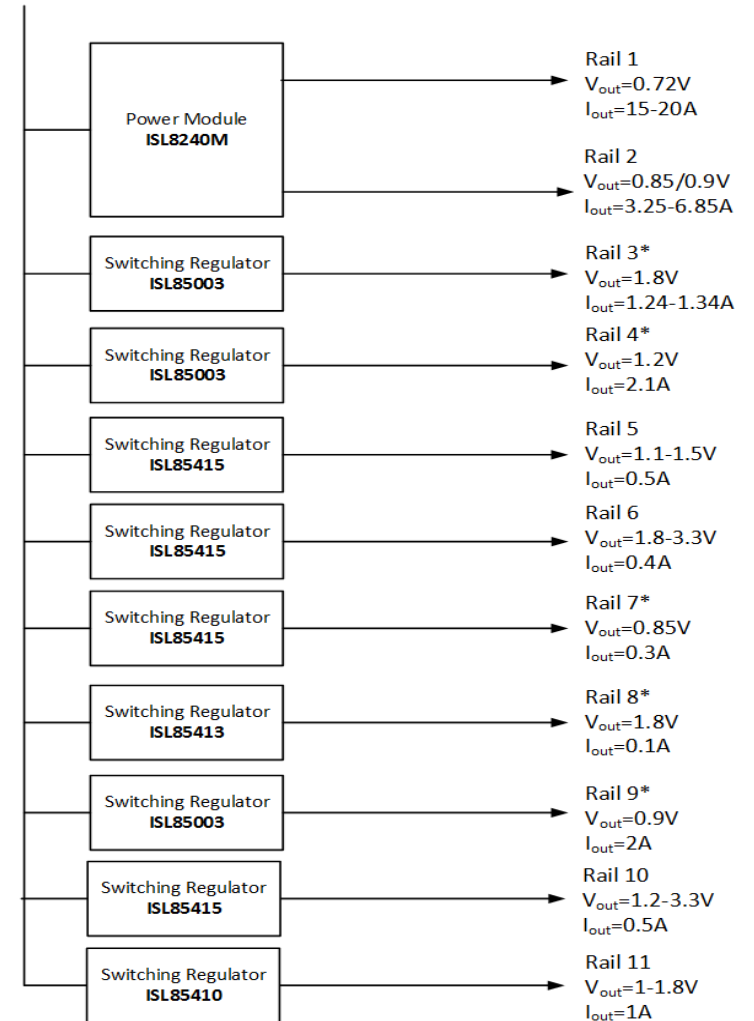 Power Module
ISL8240M
Rail 1
Vout=0.72V
Iout=15-20A
Rail 2
Vout=0.85/0.9V
Iout=3.25-6.85A
Switching Regulator
ISL85003
Rail 3*
Vout=1.8V
Iout=1.24-1.34A
Switching Regulator
ISL85003
Rail 4*
Vout=1.2V
Iout=2.1A
Switching Regulator
ISL85415
Rail 5
Vout=1.1-1.5V
Iout=0.5A
Switching Regulator
ISL85415
Rail 6
Vout=1.8-3.3V
Iout=0.4A
Switching Regulator
ISL85415
Rail 7*
Vout=0.85V
Iout=0.3A
Switching Regulator
ISL85413
Rail 8*
Vout=1.8V
Iout=0.1A
Switching Regulator
ISL85003
Rail 9*
Vout=0.9V
Iout=2A
Switching Regulator
ISL85415
Rail 10
Vout=1.2-3.3V
Iout=0.5A
Switching Regulator
ISL85410
Rail 11
Vout=1-1.8V
Iout=1A